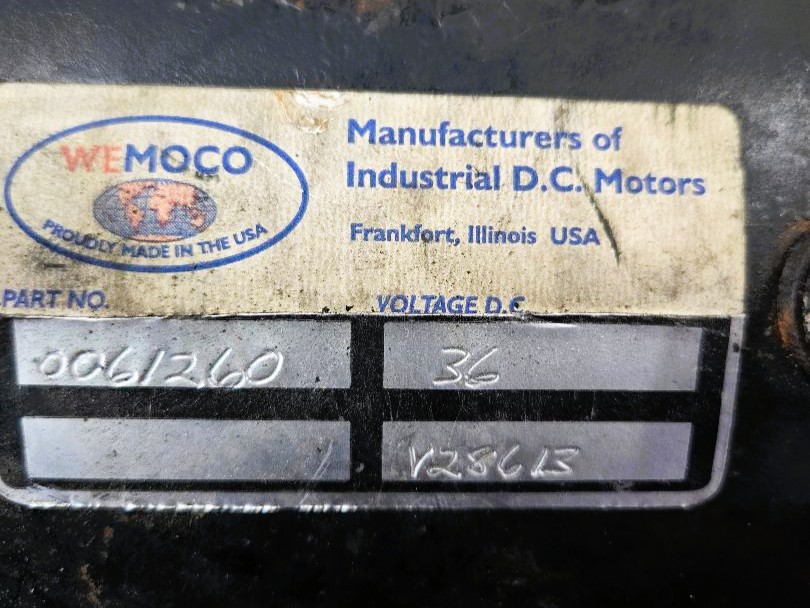 WEMOCO
PROUDLY MADE IN THE USA
Manufacturers of
Industrial D.C. Motors
Frankfort, Illinois USA
PART NO.
VOLTAGE D.C
0061260
36
V28613